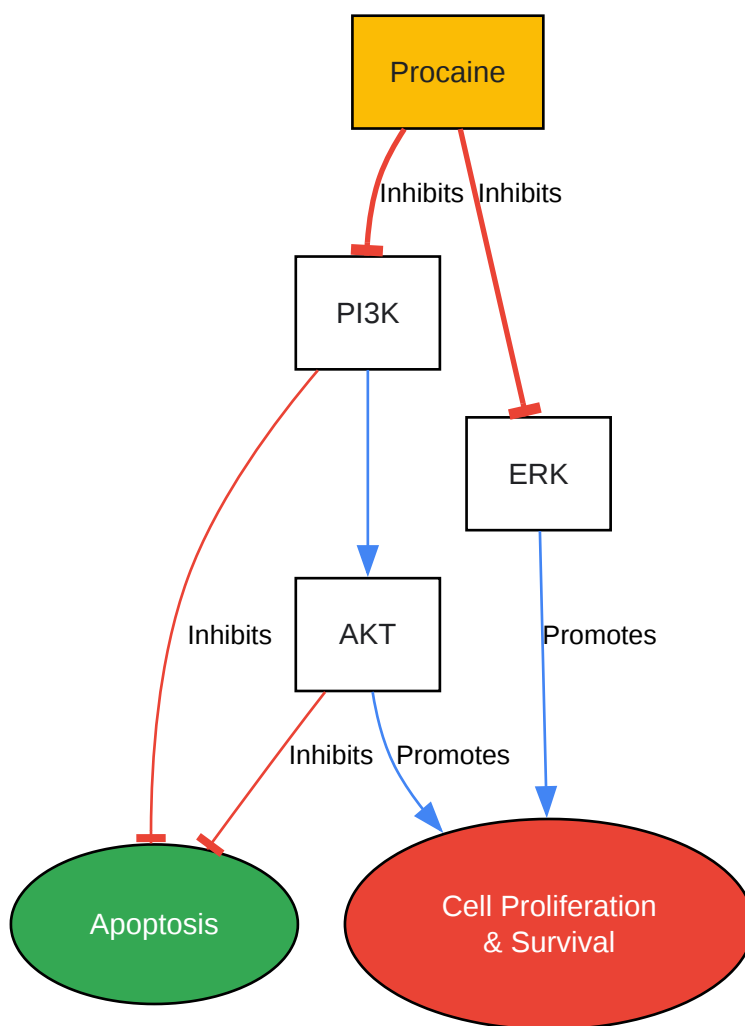 Procaine
Inhibits
Inhibits
PI3K
ERK
Inhibits
AKT
Promotes
Inhibits
Promotes
Apoptosis
Cell Proliferation
& Survival